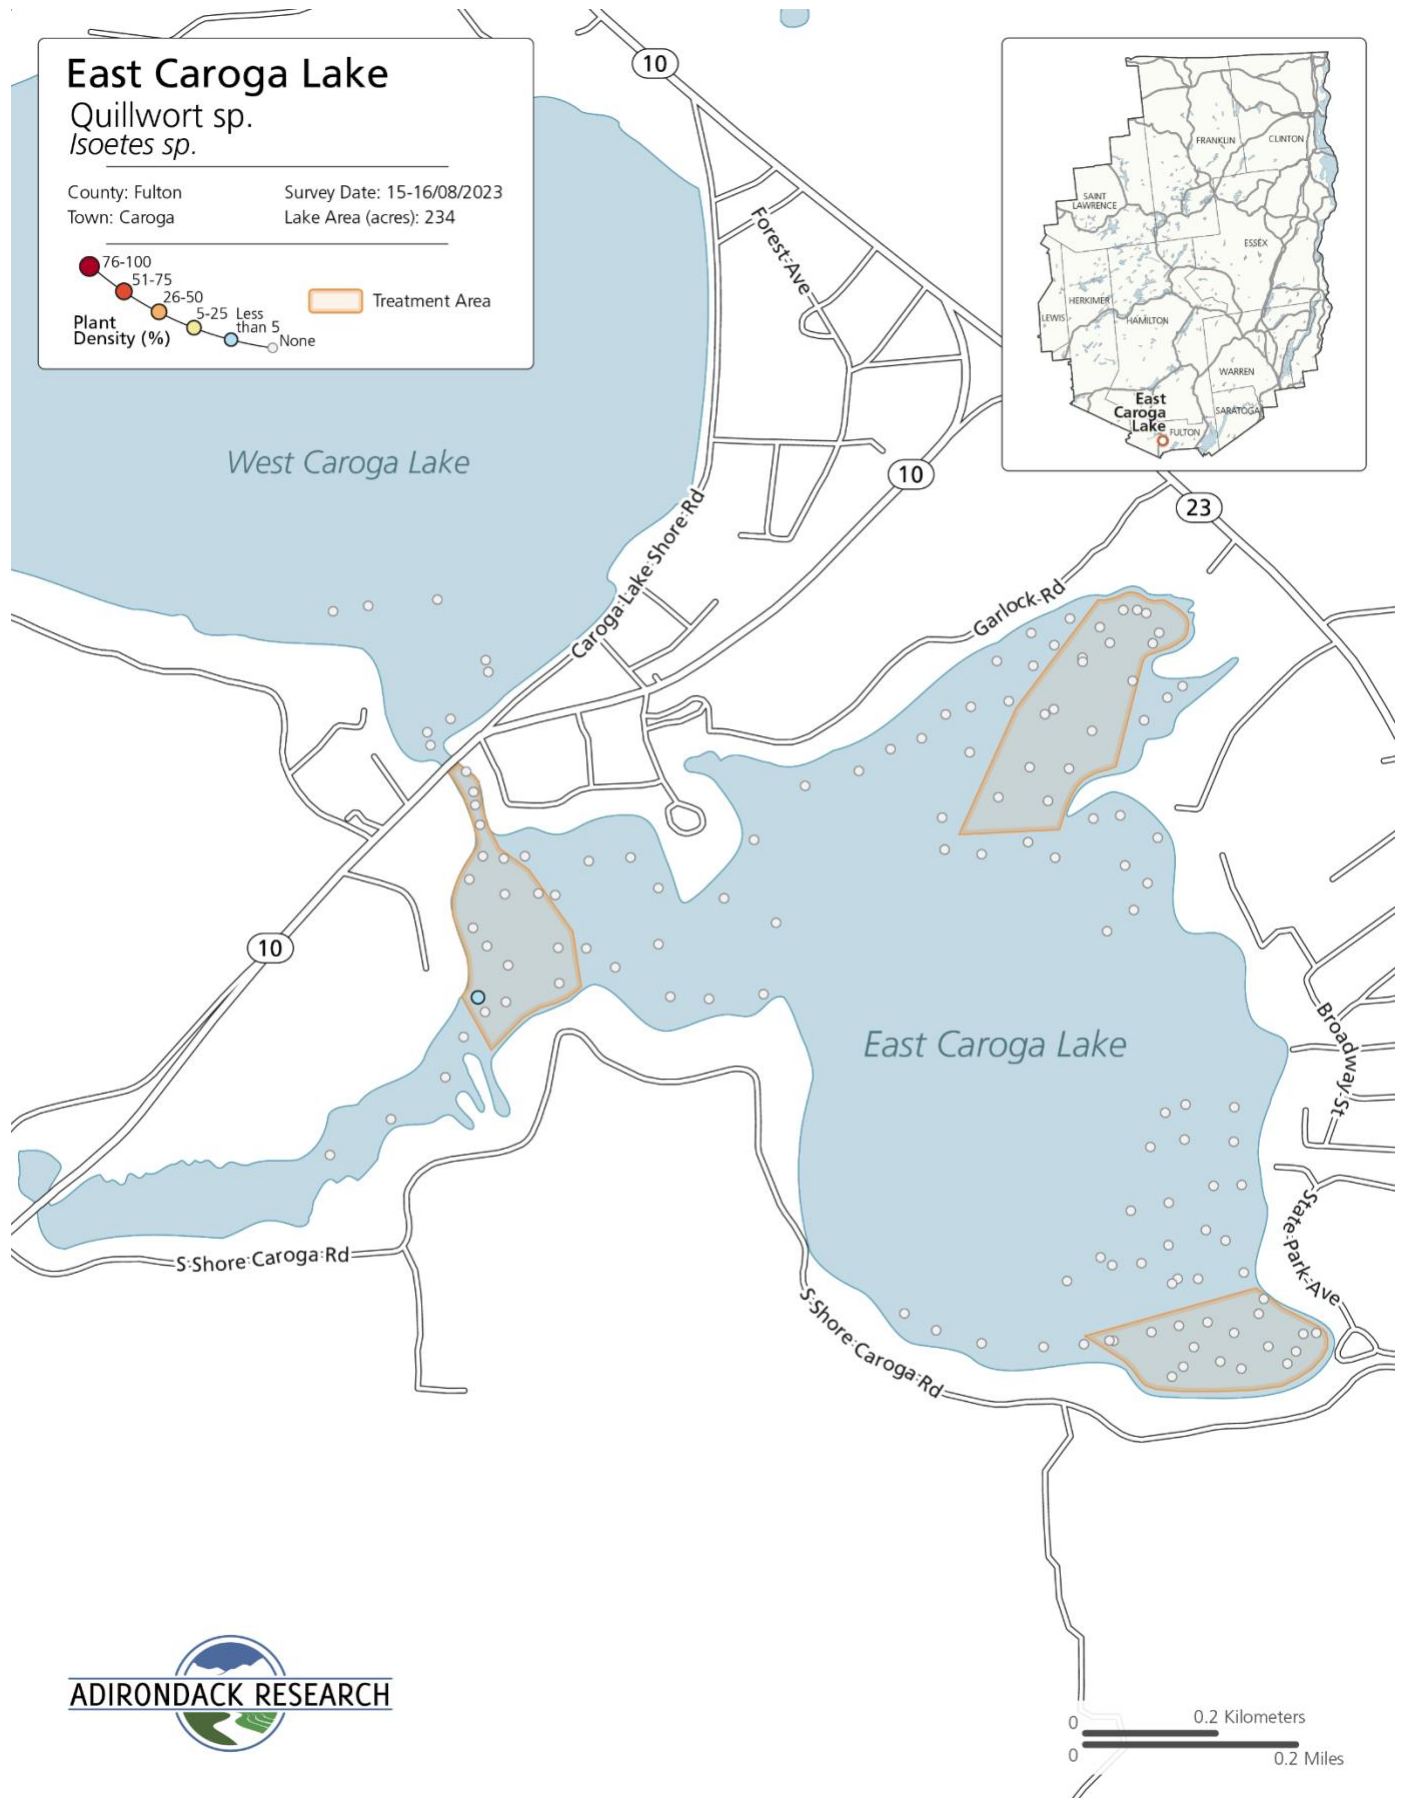 East Caroga Lake
Quillwort sp.
Isoetes sp.
County: Fulton
Survey Date: 15-16/08/2023
Town: Caroga
Lake Area (acres): 234
76-100
51-75
26-50
5-25
Less
than 5
None
Plant
Density (%)
Treatment Area
10
FRANKLIN
CLINTON
SAINT
LAWRENCE
ESSEX
HERKIMER
LEWIS
HAMILTON
WARREN
East
Caroga
Lake
SARATOGA
FULTON
Forest Ave
West Caroga Lake
10
23
Caroga Lake Shore Rd
Garlock Rd
10
East Caroga Lake
Broadway St
State Park Ave
S Shore Caroga Rd
S Shore Caroga Rd
ADIRONDACK RESEARCH
0
0.2 Kilometers
0
0.2 Miles